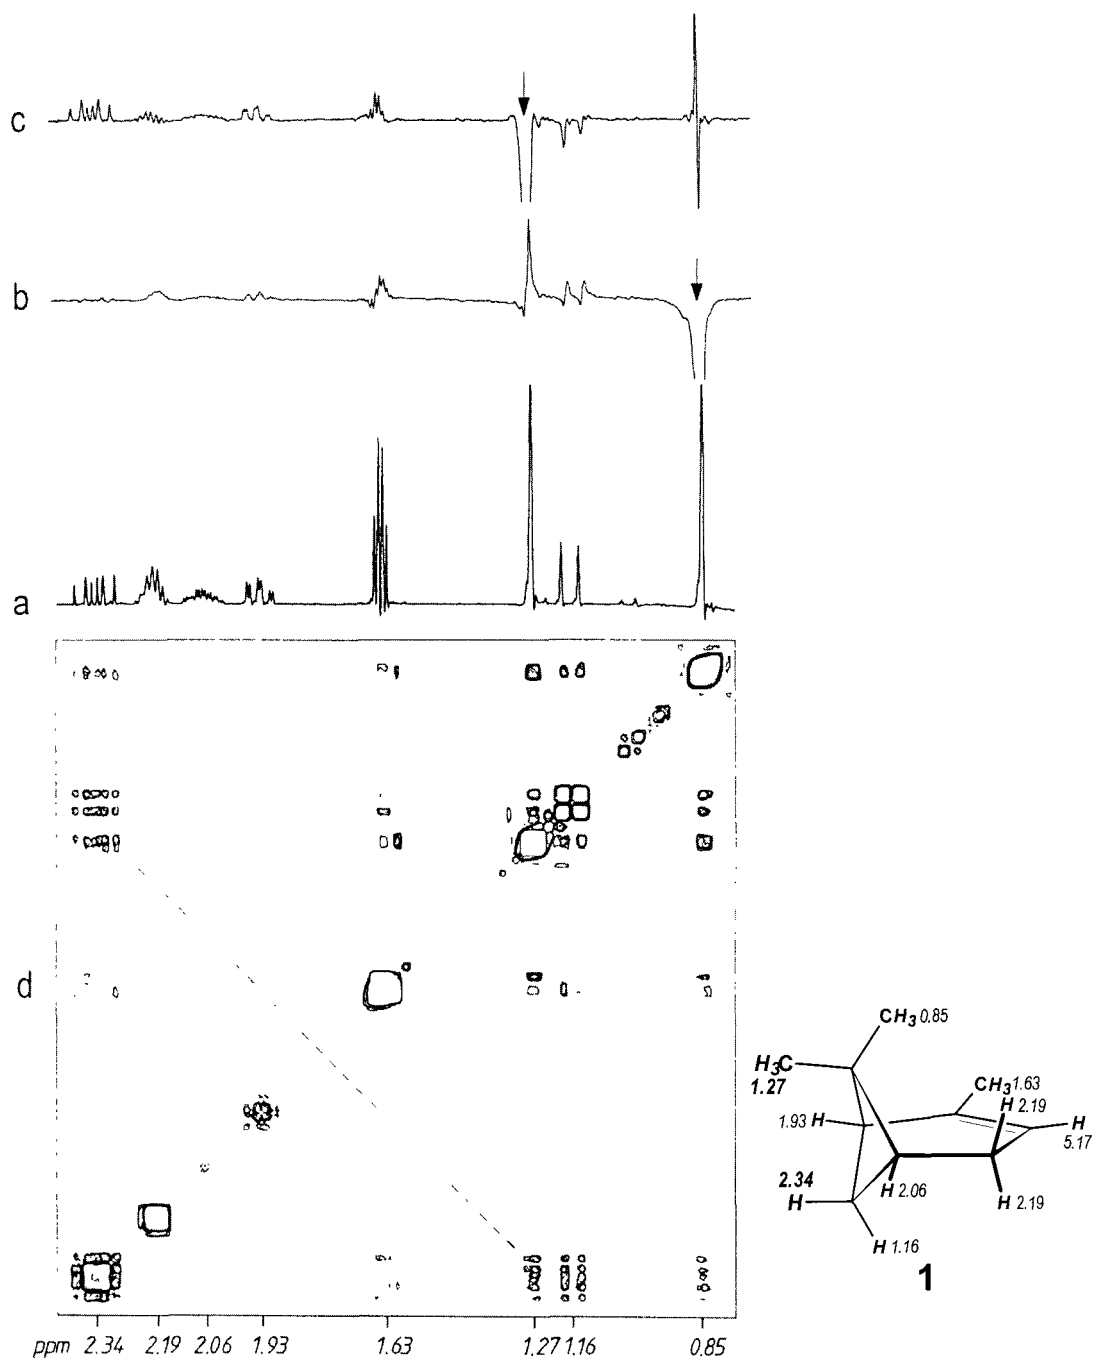 c
b
a
d
CH3 0.85
H3C
1.27
CH3 1.63
H 2.19
1.93 H
H
5.17
2.34
H
H 2.06
H 2.19
H 1.16
1
ppm 2.34 2.19 2.06 1.93 1.63 1.27 1.16 0.85